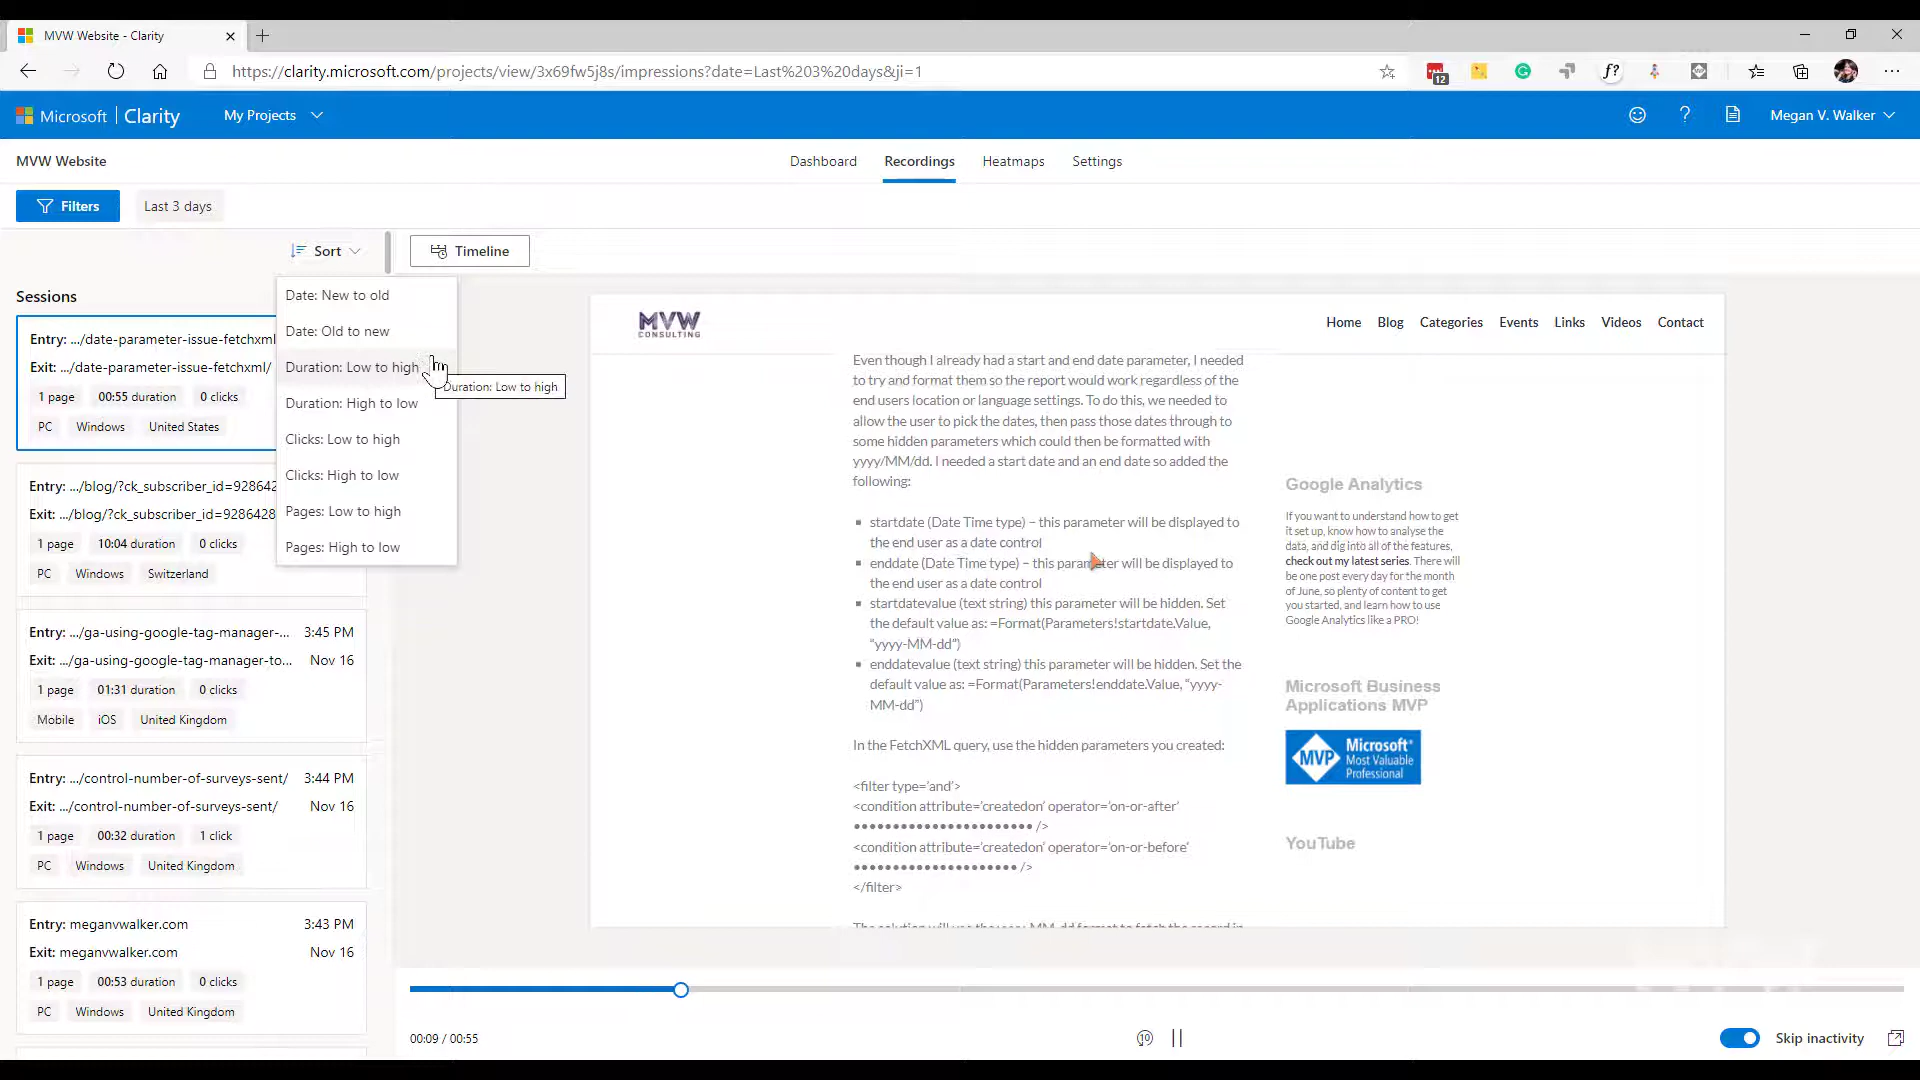 MVW Website - Clarity
https://clarity.microsoft.com/projects/view/3x69fw5j8s/impressions?date=Last%203%20days&ji=1
12
f?
Microsoft | Clarity
My Projects
Megan V. Walker
MVW Website
Dashboard
Recordings
Heatmaps
Settings
Filters
Last 3 days
Sort
Timeline
Sessions
Date: New to old
Date: Old to new
Duration: Low to high
Duration: High to low
Clicks: Low to high
Clicks: High to low
Pages: Low to high
Pages: High to low
Duration: Low to high
Entry: .../date-parameter-issue-fetchxml
Exit: .../date-parameter-issue-fetchxml/
1 page 00:55 duration 0 clicks
PC Windows United States
Entry: .../blog/?ck_subscriber_id=928642
Exit: .../blog/?ck_subscriber_id=9286428
1 page 10:04 duration 0 clicks
PC Windows Switzerland
Entry: .../ga-using-google-tag-manager-... 3:45 PM
Exit: .../ga-using-google-tag-manager-to... Nov 16
1 page 01:31 duration 0 clicks
Mobile iOS United Kingdom
Entry: .../control-number-of-surveys-sent/ 3:44 PM
Exit: .../control-number-of-surveys-sent/ Nov 16
1 page 00:32 duration 1 click
PC Windows United Kingdom
Entry: meganvwalker.com 3:43 PM
Exit: meganvwalker.com Nov 16
1 page 00:53 duration 0 clicks
PC Windows United Kingdom
MVW
CONSULTING
Home Blog Categories Events Links Videos Contact
Even though I already had a start and end date parameter, I needed
to try and format them so the report would work regardless of the
end users location or language settings. To do this, we needed to
allow the user to pick the dates, then pass those dates through to
some hidden parameters which could then be formatted with
yyyy/MM/dd. I needed a start date and an end date so added the
following:
startdate (Date Time type) – this parameter will be displayed to
the end user as a date control
enddate (Date Time type) – this parameter will be displayed to
the end user as a date control
startdatevalue (text string) this parameter will be hidden. Set
the default value as: =Format(Parameters!startdate.Value,
“yyyy-MM-dd”)
enddatevalue (text string) this parameter will be hidden. Set the
default value as: =Format(Parameters!enddate.Value, “yyyy-
MM-dd”)
In the FetchXML query, use the hidden parameters you created:
<filter type=’and’>
<condition attribute=’createdon’ operator=’on-or-after’
••••••••••••••••••••••• />
<condition attribute=’createdon’ operator=’on-or-before’
••••••••••••••••••••• />
</filter>
Google Analytics
If you want to understand how to get
it set up, know how to analyse the
data, and dig into all of the features,
check out my latest series. There will
be one post every day for the month
of June, so plenty of content to get
you started, and learn how to use
Google Analytics like a PRO!
Microsoft Business
Applications MVP
MVP
Microsoft®
Most Valuable
Professional
YouTube
00:09 / 00:55
10
Skip inactivity